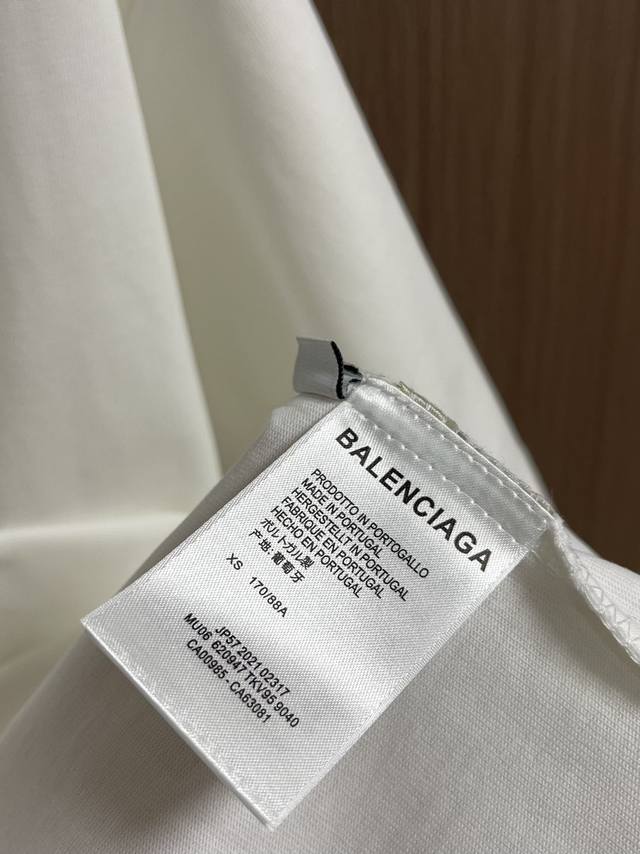 BALENCIAGA
PRODOTTO IN PORTOGALLO
MADE IN PORTUGAL
HERGESTELLT IN PORTUGAL
FABRIQUE EN PORTUGAL
ポルトガル製
HECHO EN PORTUGAL
产地:葡萄牙
XS 170/88A
JP57 2021 02317
MU06 620947 TKV95 9040
CA00985 - CA63081